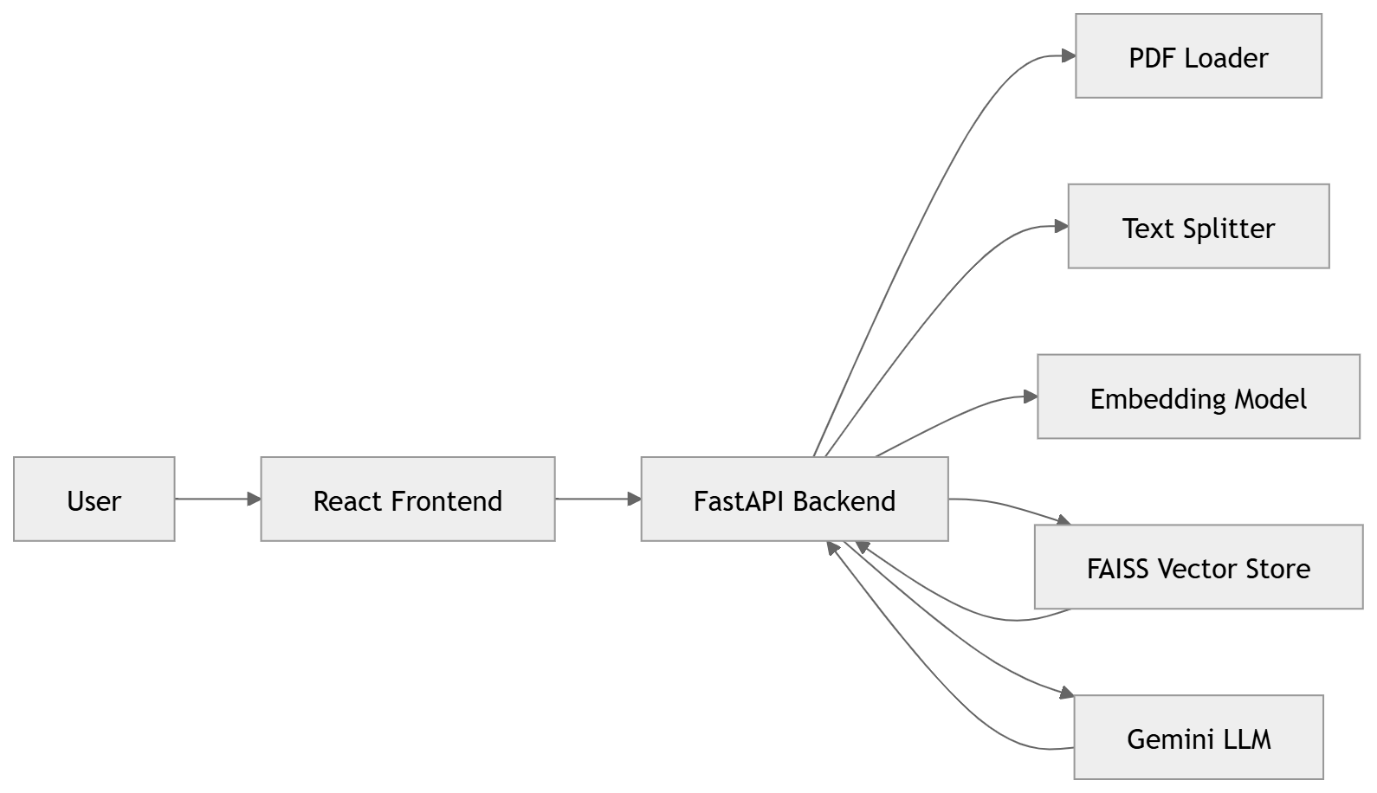 PDF Loader
Text Splitter
Embedding Model
User
React Frontend
FastAPI Backend
FAISS Vector Store
Gemini LLM